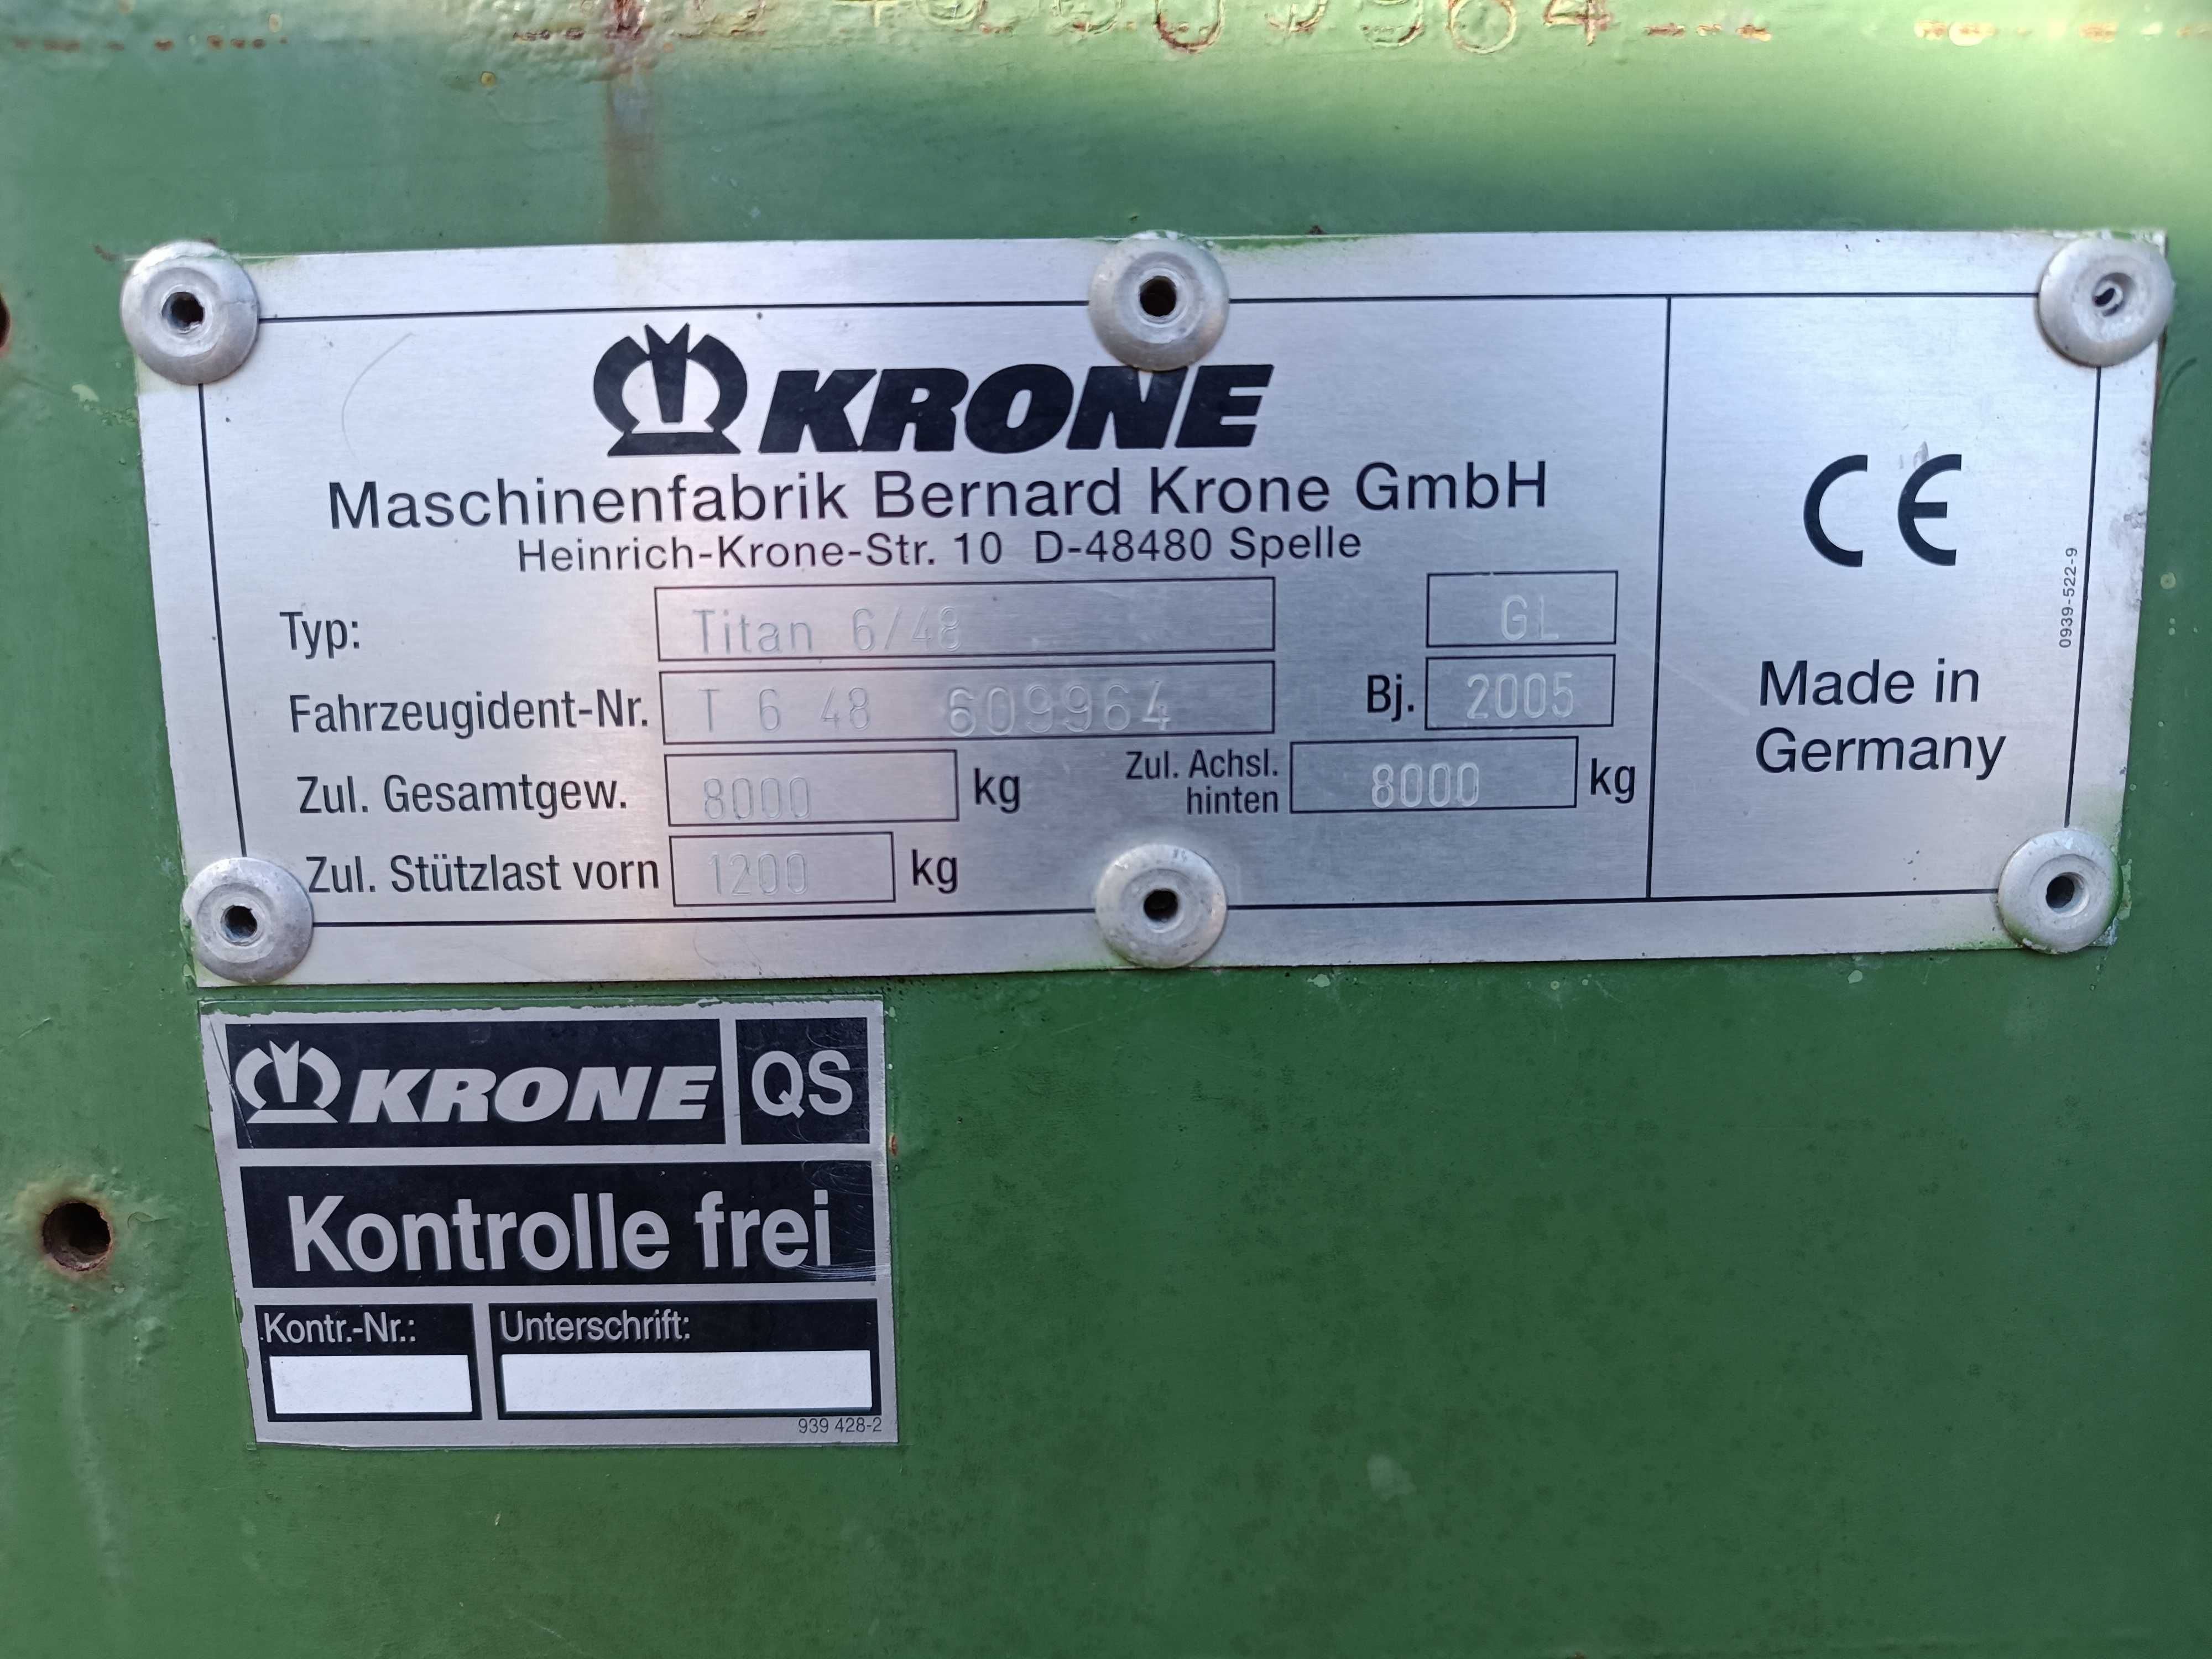 609964
KRONE
Maschinenfabrik Bernard Krone GmbH
Heinrich-Krone-Str. 10 D-48480 Spelle
Typ: Titan 6/48 GL
Fahrzeugident-Nr. T 6 48 609964 Bj. 2005
Zul. Gesamtgew. 8000 kg Zul. Achsl. hinten 8000 kg
Zul. Stützlast vorn 1200 kg
CE
0939-522-9
Made in
Germany
KRONE QS
Kontrolle frei
Kontr.-Nr.: Unterschrift:
939 428-2